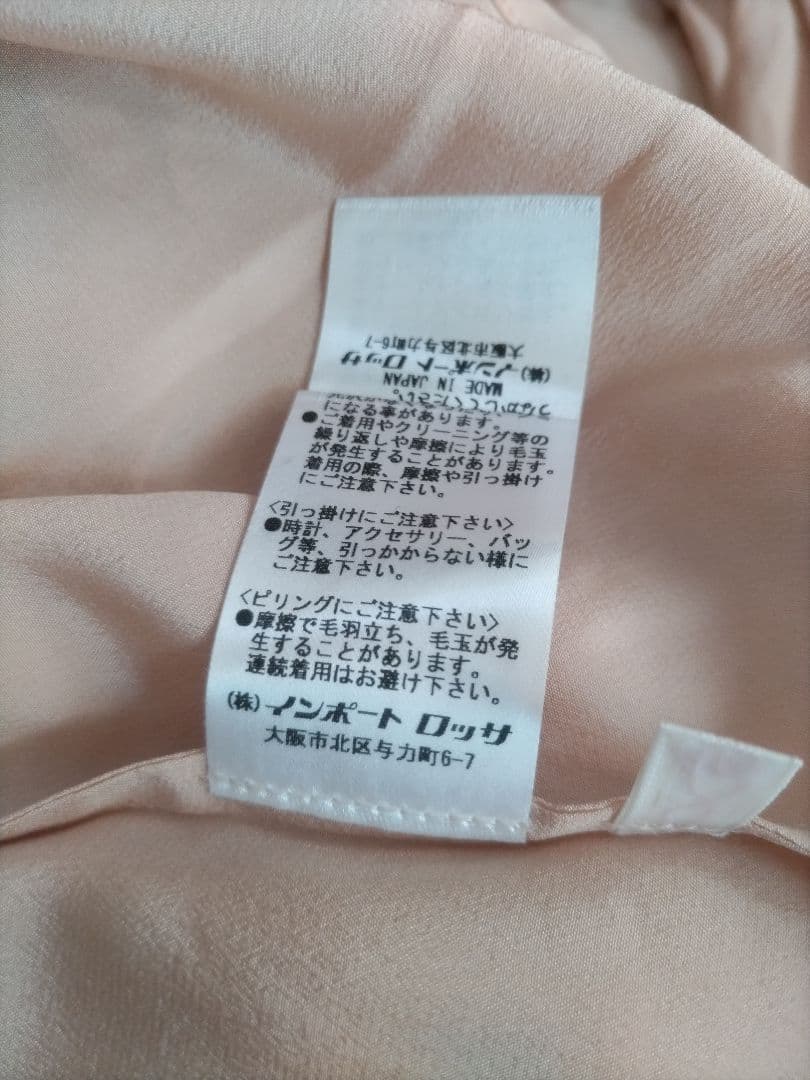 大阪市北区与力町6-7
(株)インポート ロッサ
MADE IN JAPAN
つなかしてください。
になる事があります。
●ご着用やクリーニング等の
繰り返しや摩擦により毛玉
が発生することがあります。
着用の際、摩擦や引っ掛け
にご注意下さい。
〈引っ掛けにご注意下さい〉
●時計、アクセサリー、バッ
グ等、引っかからない様に
ご注意下さい。
〈ピリングにご注意下さい〉
●摩擦で毛羽立ち、毛玉が発
生することがあります。
連続着用はお避け下さい。
(株)インポート ロッサ
大阪市北区与力町6-7